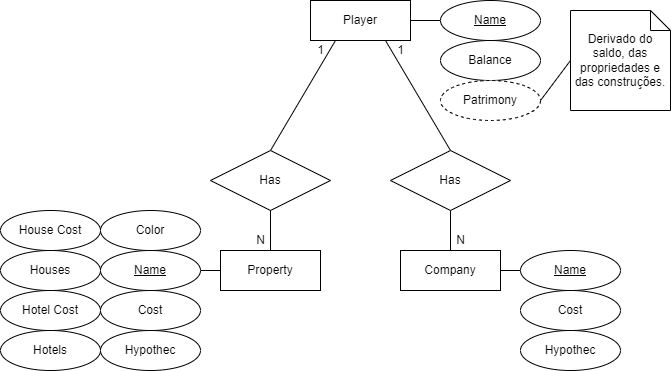 Player
Name
Balance
Patrimony
Derivado do
saldo, das
propriedades e
das construções.
1
1
Has
Has
N
N
House Cost
Color
Houses
Name
Property
Company
Name
Hotel Cost
Cost
Cost
Hotels
Hypothec
Hypothec